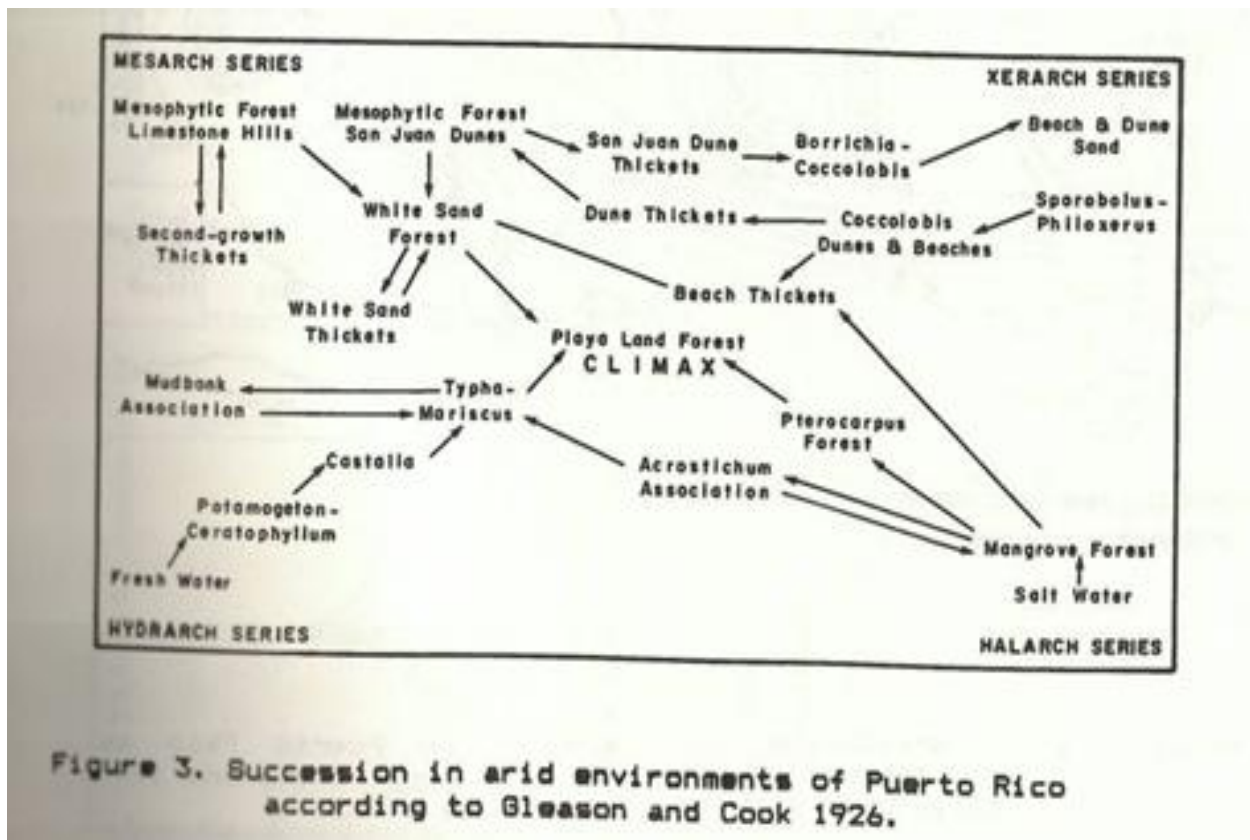 MESARCH SERIES
XERARCH SERIES
Mesophytic Forest
Limestone Hills
Mesophytic Forest
San Juan Dunes
San Juan Dune
Thickets
Borrichia-
Coccolobis
Beach & Dune
Sand
Second-growth
Thickets
White Sand
Forest
Dune Thickets
Coccolobis
Dunes & Beaches
Sporobolus-
Philoxerus
White Sand
Thickets
Beach Thickets
Playa Land Forest
CLIMAX
Mudbank
Association
Typha-
Mariscus
Pterocarpus
Forest
Castalia
Acrostichum
Association
Potamogeton-
Ceratophyllum
Mangrove Forest
Fresh Water
Salt Water
HYDRARCH SERIES
HALARCH SERIES
Figure 3. Succession in arid environments of Puerto Rico
according to Gleason and Cook 1926.